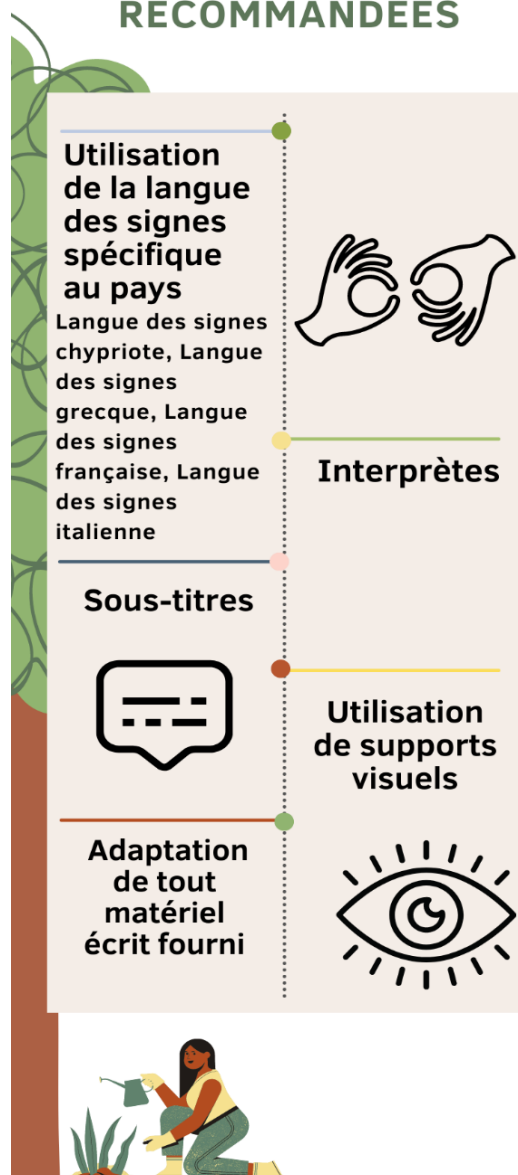 RECOMMANDÉES
Utilisation
de la langue
des signes
spécifique
au pays
Langue des signes
chypriote, Langue
des signes
grecque, Langue
des signes
française, Langue
des signes
italienne
Interprètes
Sous-titres
Utilisation
de supports
visuels
Adaptation
de tout
matériel
écrit fourni